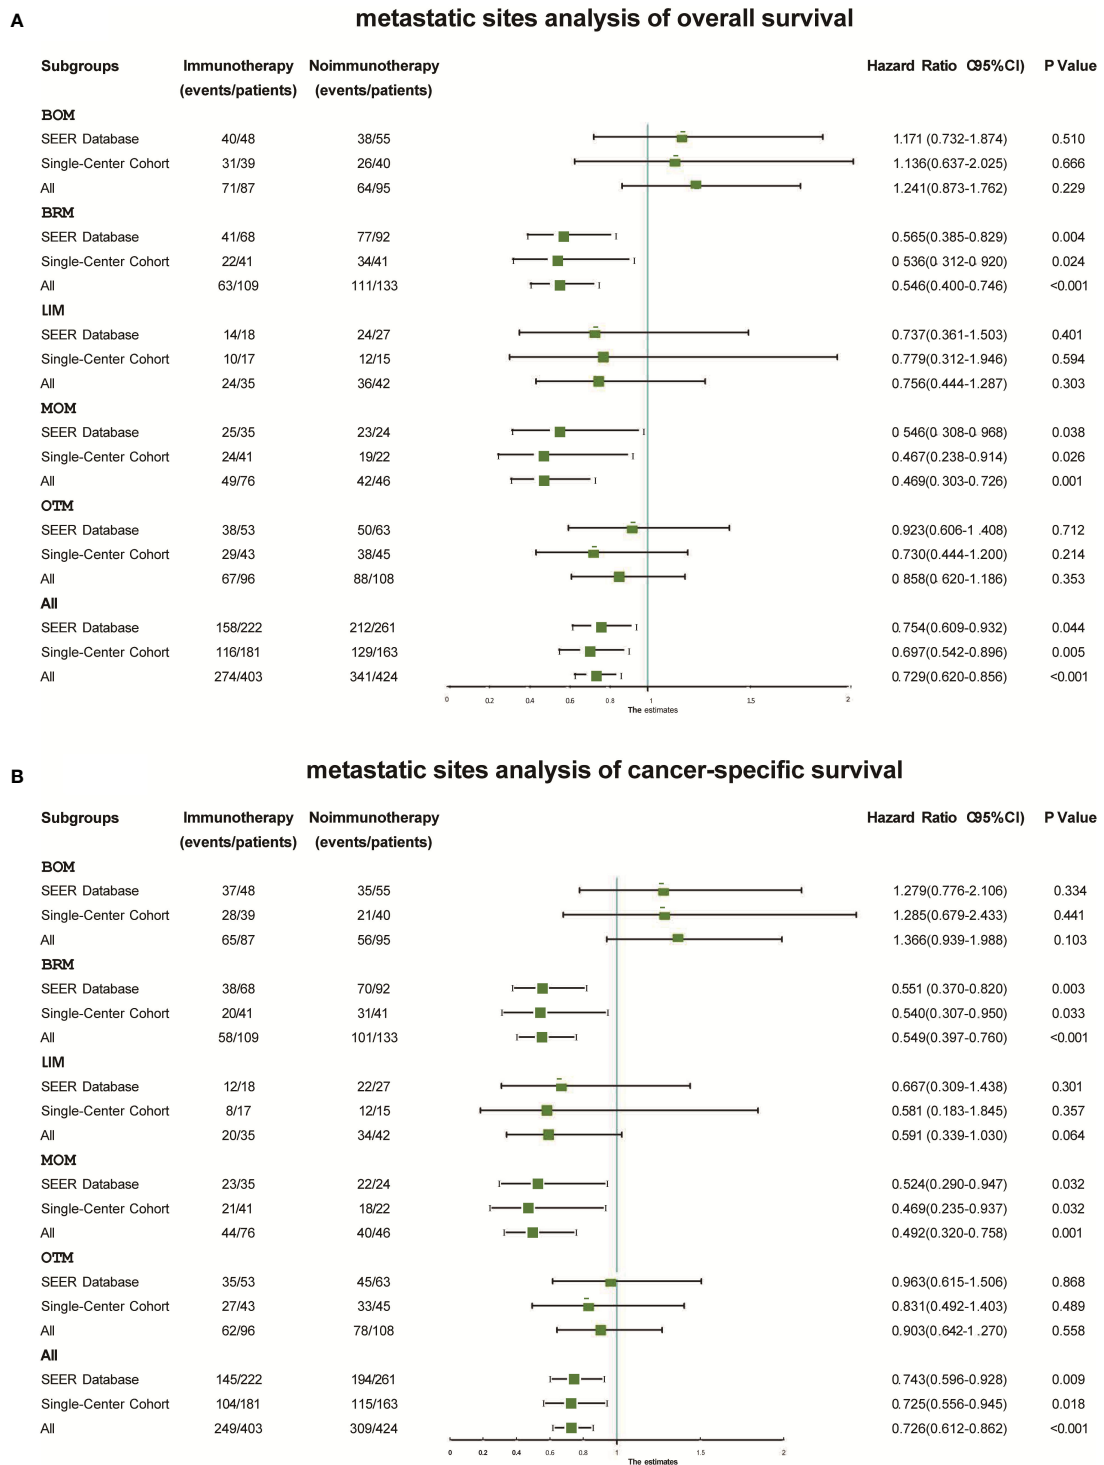 A
metastatic sites analysis of overall survival
Subgroups Immunotherapy Noimmunotherapy Hazard Ratio C95%CI) P Value
(events/patients) (events/patients)
BOM
SEER Database 40/48 38/55 1.171 (0.732-1.874) 0.510
Single-Center Cohort 31/39 26/40 1.136(0.637-2.025) 0.666
All 71/87 64/95 1.241(0.873-1.762) 0.229
BRM
SEER Database 41/68 77/92 0.565(0.385-0.829) 0.004
Single-Center Cohort 22/41 34/41 0 536(0 312-0 920) 0.024
All 63/109 111/133 0.546(0.400-0.746) <0.001
LIM
SEER Database 14/18 24/27 0.737(0.361-1.503) 0.401
Single-Center Cohort 10/17 12/15 0.779(0.312-1.946) 0.594
All 24/35 36/42 0.756(0.444-1.287) 0.303
MOM
SEER Database 25/35 23/24 0 546(0 308-0 968) 0.038
Single-Center Cohort 24/41 19/22 0.467(0.238-0.914) 0.026
All 49/76 42/46 0.469(0.303-0.726) 0.001
OTM
SEER Database 38/53 50/63 0.923(0.606-1 .408) 0.712
Single-Center Cohort 29/43 38/45 0.730(0.444-1.200) 0.214
All 67/96 88/108 0 858(0 620-1.186) 0.353
All
SEER Database 158/222 212/261 0.754(0.609-0.932) 0.044
Single-Center Cohort 116/181 129/163 0.697(0.542-0.896) 0.005
All 274/403 341/424 0.729(0.620-0.856) <0.001
0 0.2 0.4 0.6 0.8 1 1.5 2
The estimates
B
metastatic sites analysis of cancer-specific survival
Subgroups Immunotherapy Noimmunotherapy Hazard Ratio C95%CI) P Value
(events/patients) (events/patients)
BOM
SEER Database 37/48 35/55 1.279(0.776-2.106) 0.334
Single-Center Cohort 28/39 21/40 1.285(0.679-2.433) 0.441
All 65/87 56/95 1.366(0.939-1.988) 0.103
BRM
SEER Database 38/68 70/92 0.551 (0.370-0.820) 0.003
Single-Center Cohort 20/41 31/41 0.540(0.307-0.950) 0.033
All 58/109 101/133 0.549(0.397-0.760) <0.001
LIM
SEER Database 12/18 22/27 0.667(0.309-1.438) 0.301
Single-Center Cohort 8/17 12/15 0.581 (0.183-1.845) 0.357
All 20/35 34/42 0.591 (0.339-1.030) 0.064
MOM
SEER Database 23/35 22/24 0.524(0.290-0.947) 0.032
Single-Center Cohort 21/41 18/22 0.469(0.235-0.937) 0.032
All 44/76 40/46 0.492(0.320-0.758) 0.001
OTM
SEER Database 35/53 45/63 0.963(0.615-1.506) 0.868
Single-Center Cohort 27/43 33/45 0.831(0.492-1.403) 0.489
All 62/96 78/108 0.903(0.642-1 .270) 0.558
All
SEER Database 145/222 194/261 0.743(0.596-0.928) 0.009
Single-Center Cohort 104/181 115/163 0.725(0.556-0.945) 0.018
All 249/403 309/424 0.726(0.612-0.862) <0.001
0 0.2 0.4 0.6 0.8 1 1.5 2
The estimates